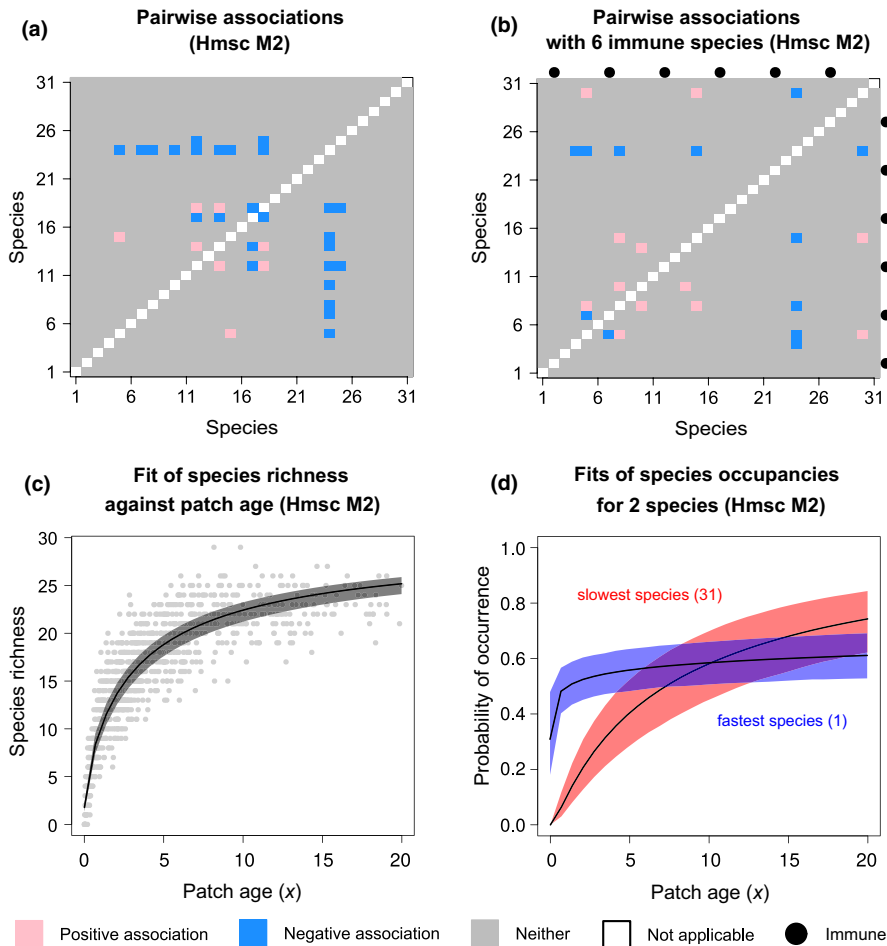 (a)
Pairwise associations
(Hmsc M2)
31
26
21
16
11
6
1
Species
1 6 11 16 21 26 31
Species
(b)
Pairwise associations
with 6 immune species (Hmsc M2)
31
26
21
16
11
6
1
Species
1 6 11 16 21 26 31
Species
(c)
Fit of species richness
against patch age (Hmsc M2)
30
25
20
15
10
5
0
Species richness
0 5 10 15 20
Patch age (x)
(d)
Fits of species occupancies
for 2 species (Hmsc M2)
1.0
0.8
0.6
0.4
0.2
0.0
Probability of occurrence
slowest species (31)
fastest species (1)
0 5 10 15 20
Patch age (x)
Positive association Negative association Neither Not applicable Immune